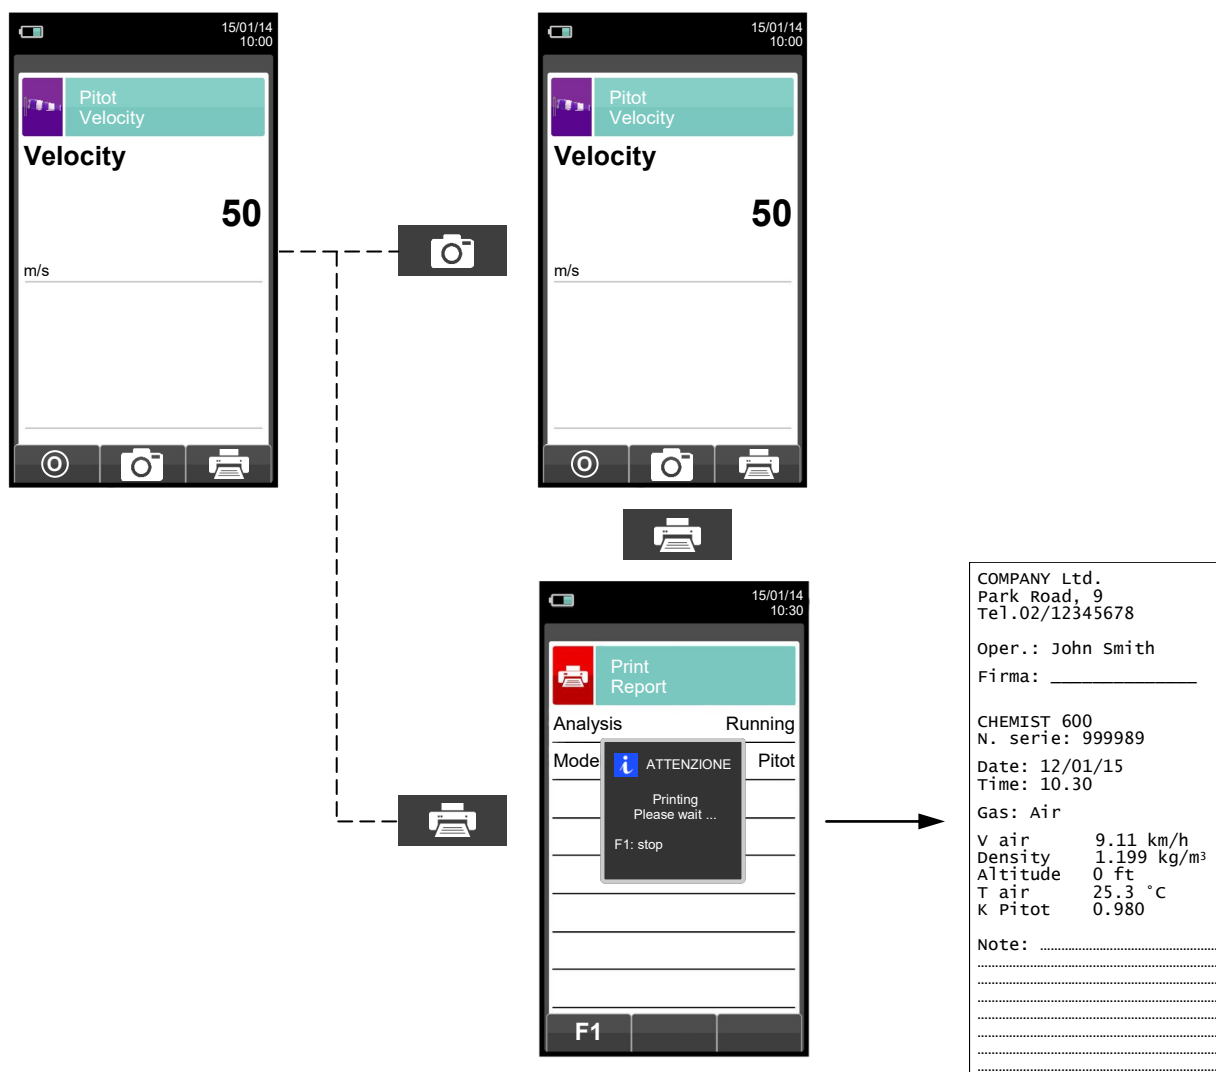 15/01/14
10:00
Pitot
Velocity
Velocity
50
m/s
15/01/14
10:00
Pitot
Velocity
Velocity
50
m/s
15/01/14
10:30
Print
Report
Analysis Running
Mode Pitot
i ATTENZIONE
Printing
Please wait ...
F1: stop
F1
COMPANY Ltd.
Park Road, 9
Tel.02/12345678
Oper.: John Smith
Firma: ______________
CHEMIST 600
N. serie: 999989
Date: 12/01/15
Time: 10.30
Gas: Air
V air 9.11 km/h
Density 1.199 kg/m³
Altitude 0 ft
T air 25.3 °C
K Pitot 0.980
Note: ..................................